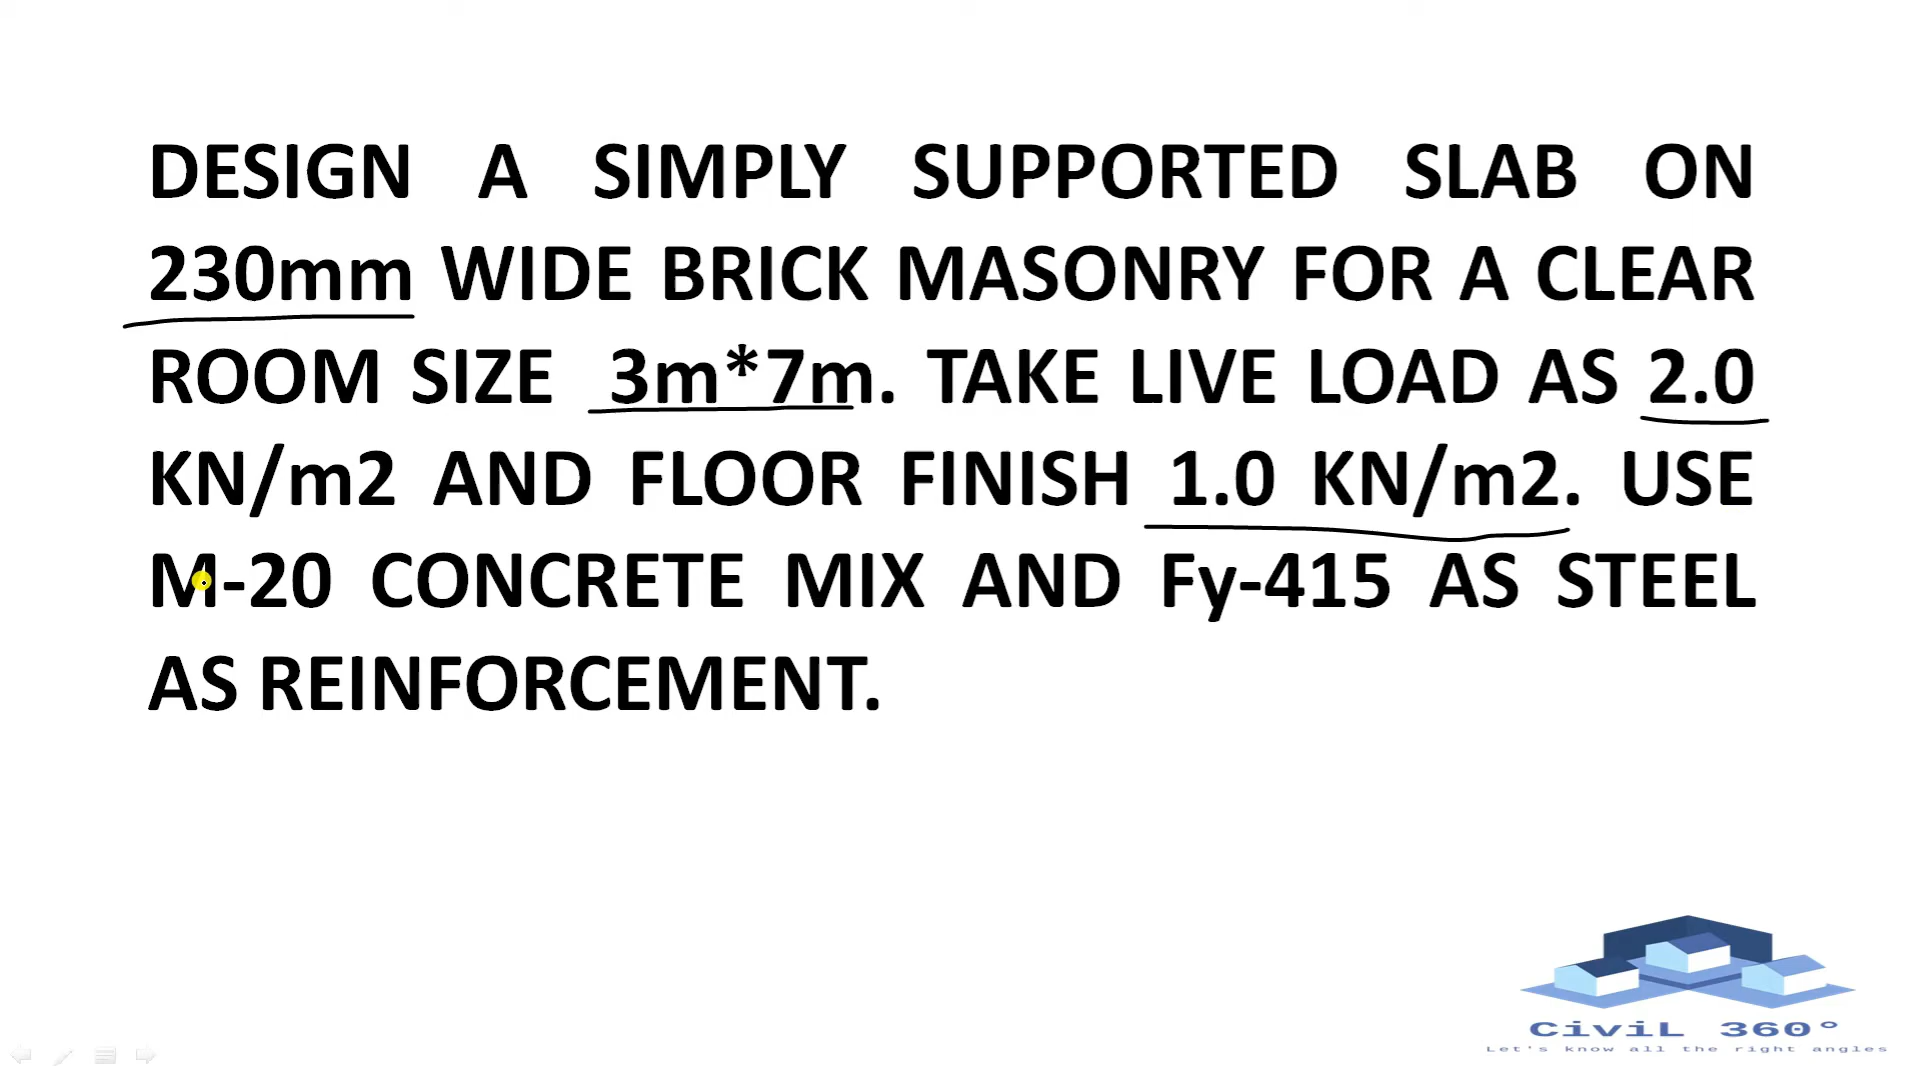 DESIGN A SIMPLY SUPPORTED SLAB ON
230mm WIDE BRICK MASONRY FOR A CLEAR
ROOM SIZE 3m*7m. TAKE LIVE LOAD AS 2.0
KN/m2 AND FLOOR FINISH 1.0 KN/m2. USE
M-20 CONCRETE MIX AND Fy-415 AS STEEL
AS REINFORCEMENT.
CiviL 360°
Let's know all the right angles